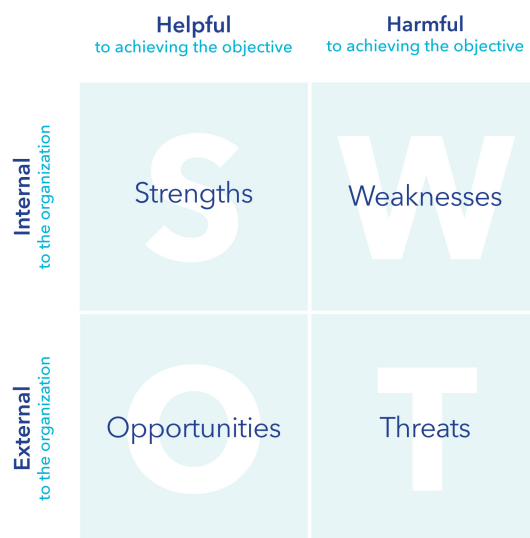 Helpful
to achieving the objective
Harmful
to achieving the objective
Internal
to the organization
S
Strengths
W
Weaknesses
External
to the organization
O
Opportunities
T
Threats